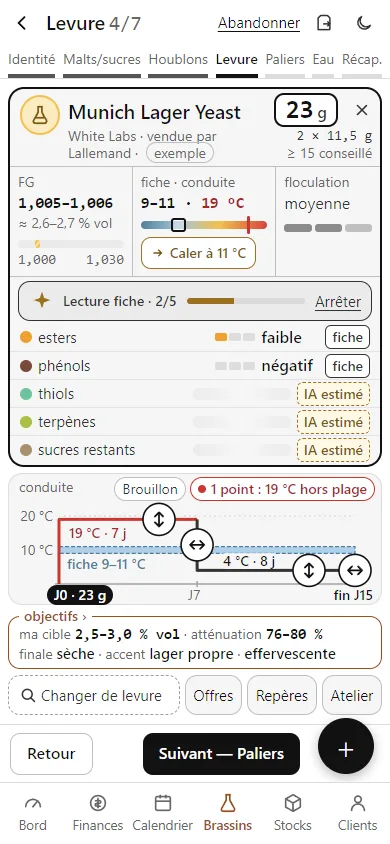 Levure 4/7
Abandonner
Identité Malts/sucres Houblons Levure Paliers Eau Récap.
Munich Lager Yeast
23 g
White Labs · vendue par
Lallemand · exemple
2 x 11,5 g
≥ 15 conseillé
FG
1,005–1,006
≈ 2,6–2,7 % vol
1,000 1,030
fiche · conduite
9–11 · 19 °C
→ Caler à 11 °C
floculation
moyenne
Lecture fiche · 2/5
Arrêter
esters faible fiche
phénols négatif fiche
thiols IA estimé
terpènes IA estimé
sucres restants IA estimé
conduite
Brouillon
1 point : 19 °C hors plage
20 °C
19 °C · 7 j
10 °C
fiche 9–11 °C
4 °C · 8 j
J0 · 23 g
J7
fin J15
objectifs ›
ma cible 2,5–3,0 % vol · atténuation 76–80 %
finale sèche · accent lager propre · effervescente
Changer de levure
Offres
Repères
Atelier
Retour
Suivant — Paliers
+
Bord Finances Calendrier Brassins Stocks Clients